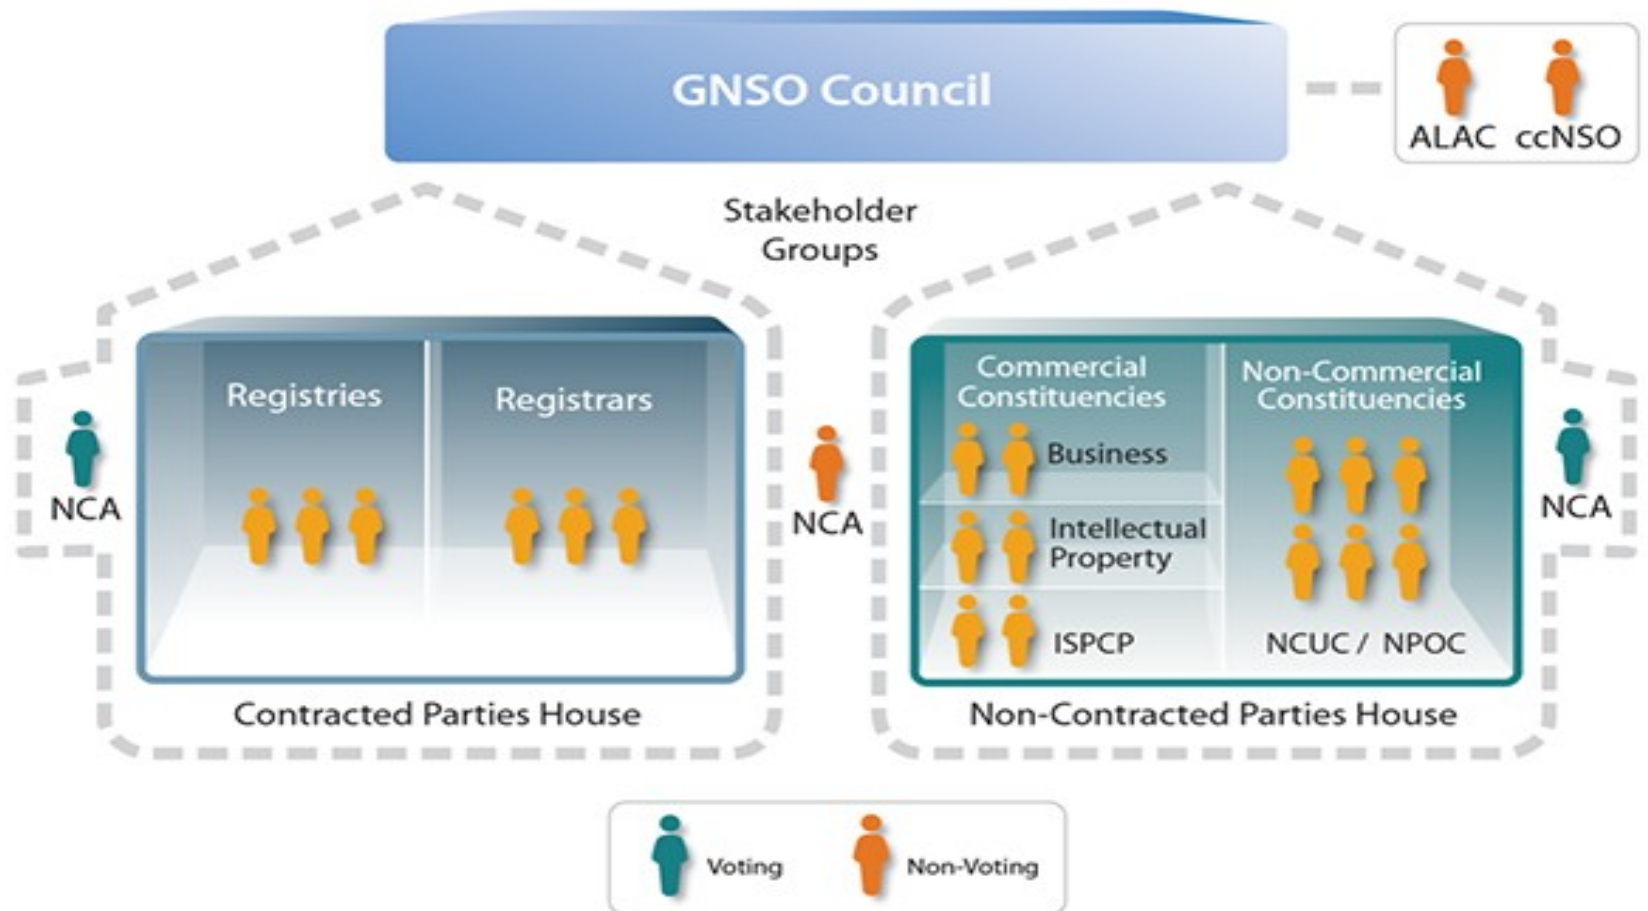 GNSO Council
ALAC ccNSO
Stakeholder
Groups
Registries
Registrars
NCA
NCA
Commercial
Constituencies
Business
Intellectual
Property
ISPCP
Non-Commercial
Constituencies
NCUC / NPOC
NCA
Contracted Parties House
Non-Contracted Parties House
Voting
Non-Voting